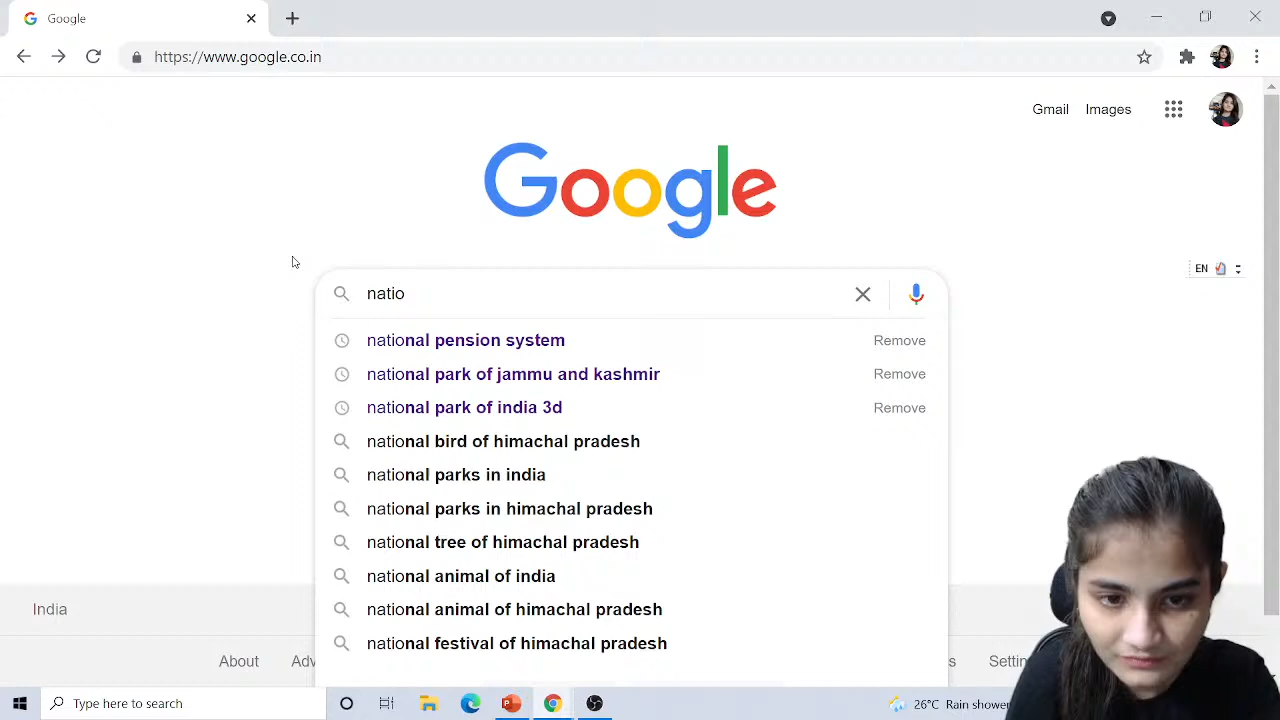 Google
https://www.google.co.in
Gmail Images
Google
EN
natio
national pension system Remove
national park of jammu and kashmir Remove
national park of india 3d Remove
national bird of himachal pradesh
national parks in india
national parks in himachal pradesh
national tree of himachal pradesh
national animal of india
national animal of himachal pradesh
national festival of himachal pradesh
India
About
Type here to search
26°C